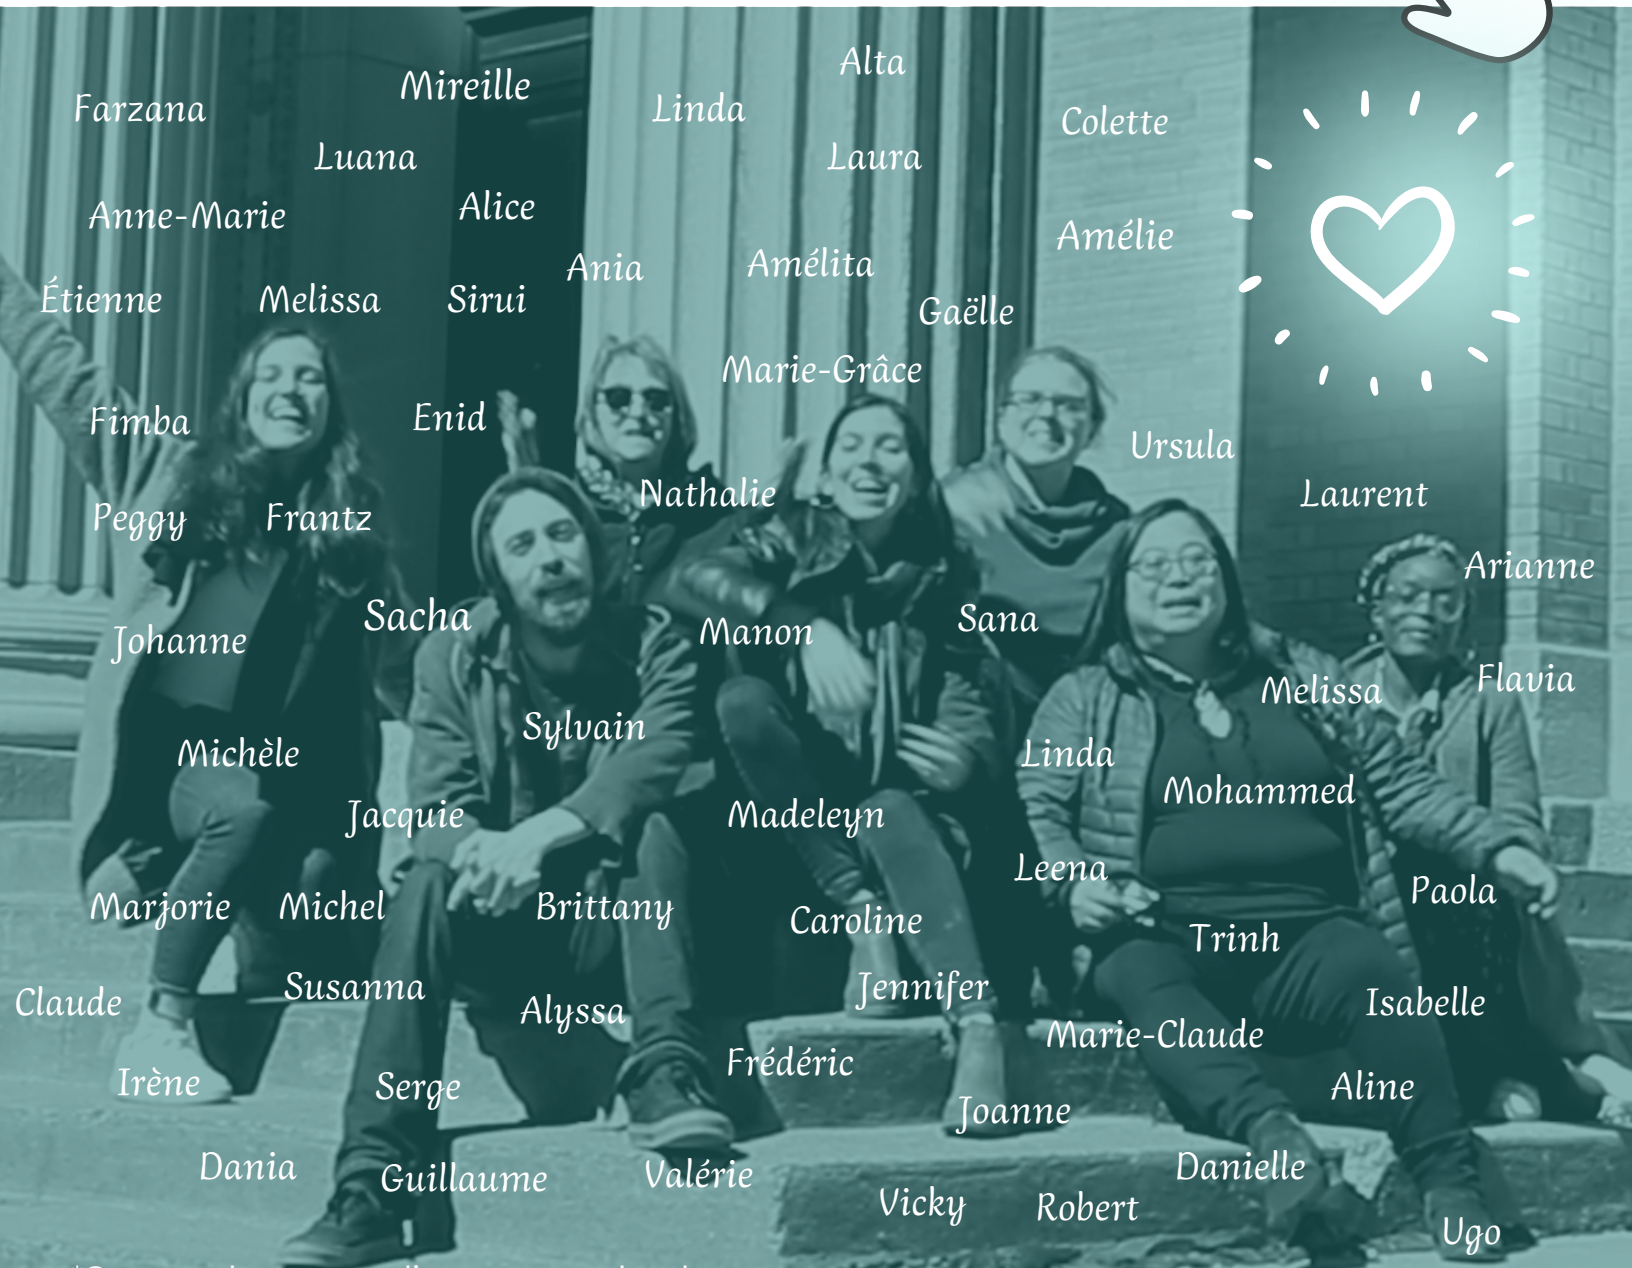 Alta
Mireille
Farzana
Linda
Colette
Luana
Laura
Alice
Anne-Marie
Amélie
Ania
Amélita
Étienne
Melissa
Sirui
Gaëlle
Marie-Grâce
Fimba
Enid
Ursula
Nathalie
Laurent
Peggy
Frantz
Arianne
Sacha
Johanne
Manon
Sana
Flavia
Melissa
Sylvain
Michèle
Linda
Mohammed
Jacquie
Madeleyn
Leena
Paola
Marjorie
Michel
Brittany
Caroline
Trinh
Susanna
Jennifer
Claude
Alyssa
Isabelle
Marie-Claude
Frédéric
Irène
Serge
Aline
Joanne
Dania
Guillaume
Valérie
Danielle
Vicky
Robert
Ugo